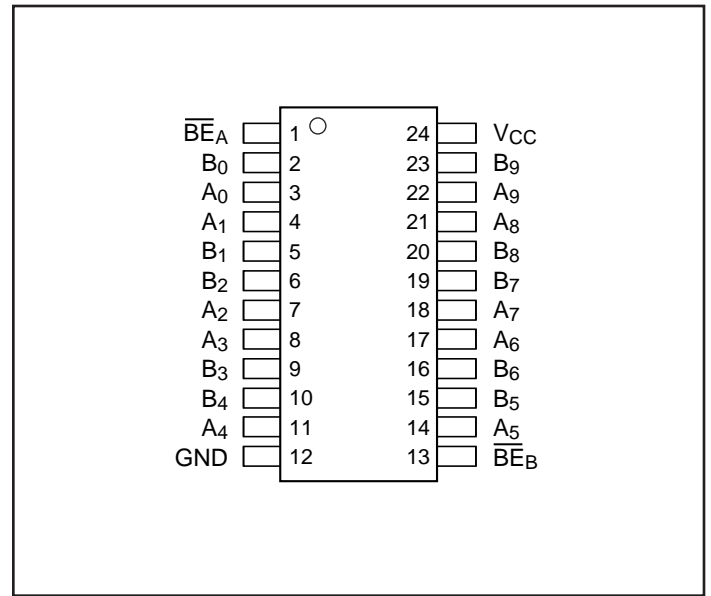 B̅E̅A 1 24 VCC
B0 2 23 B9
A0 3 22 A9
A1 4 21 A8
B1 5 20 B8
B2 6 19 B7
A2 7 18 A7
A3 8 17 A6
B3 9 16 B6
B4 10 15 B5
A4 11 14 A5
GND 12 13 B̅E̅B